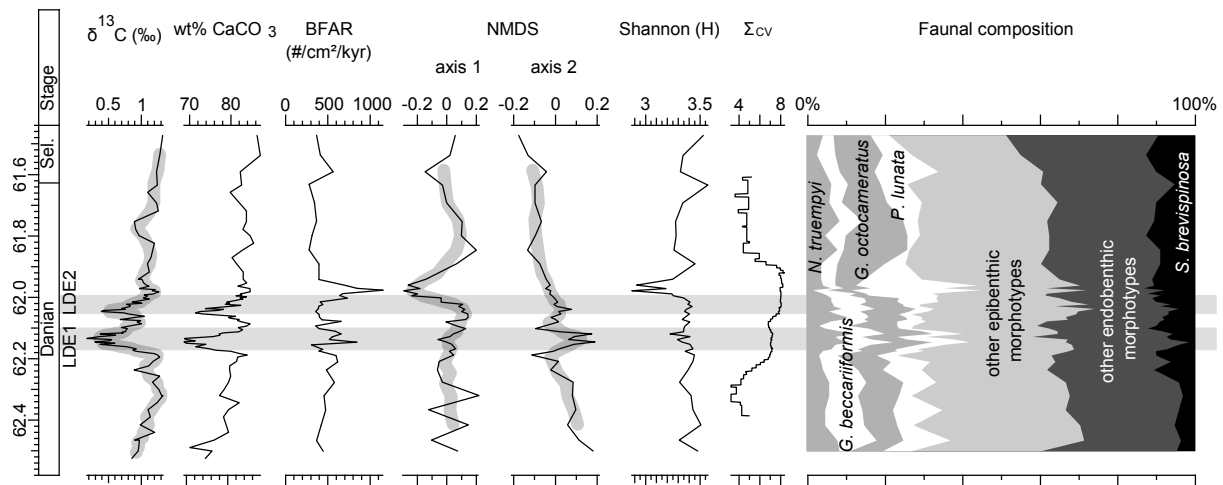 δ¹³C (‰) wt% CaCO₃ BFAR NMDS Shannon (H) Σcv Faunal composition
(#/cm²/kyr)
axis 1 axis 2
Stage
0.5 1 70 80 0 500 1000 -0.2 0 0.2 -0.2 0 0.2 3 3.5 4 8 0% 100%
Sel.
Danian
LDE2
LDE1
61.6
61.8
62.0
62.2
62.4
N. truempyi
G. beccariiformis
G. octocameratus
P. lunata
other epibenthic
morphotypes
other endobenthic
morphotypes
S. brevispinosa